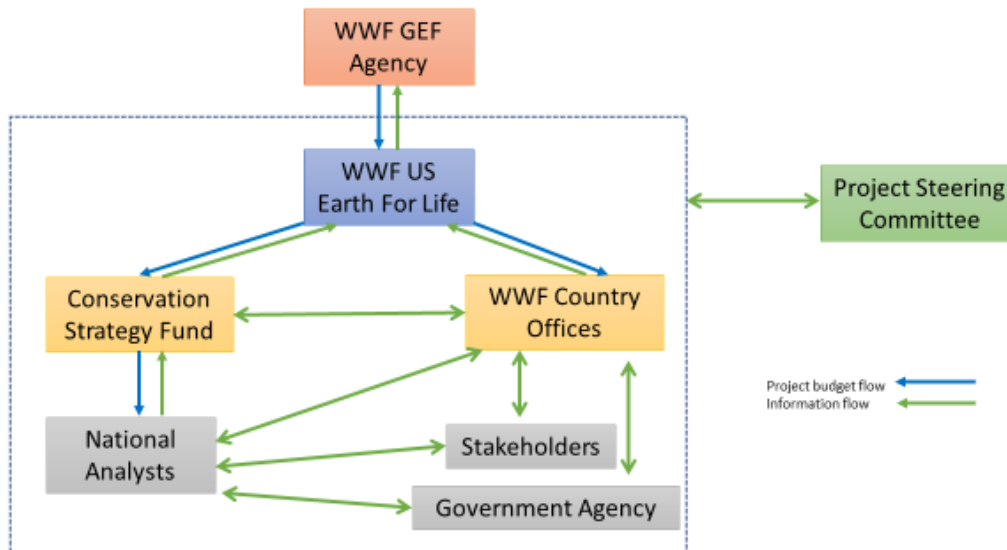 WWF GEF
Agency
WWF US
Earth For Life
Project Steering
Committee
Conservation
Strategy Fund
WWF Country
Offices
Project budget flow
Information flow
National
Analysts
Stakeholders
Government Agency